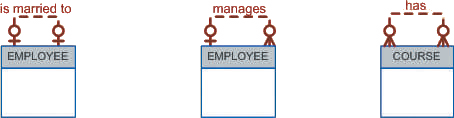 is married to
manages
has
EMPLOYEE
EMPLOYEE
COURSE